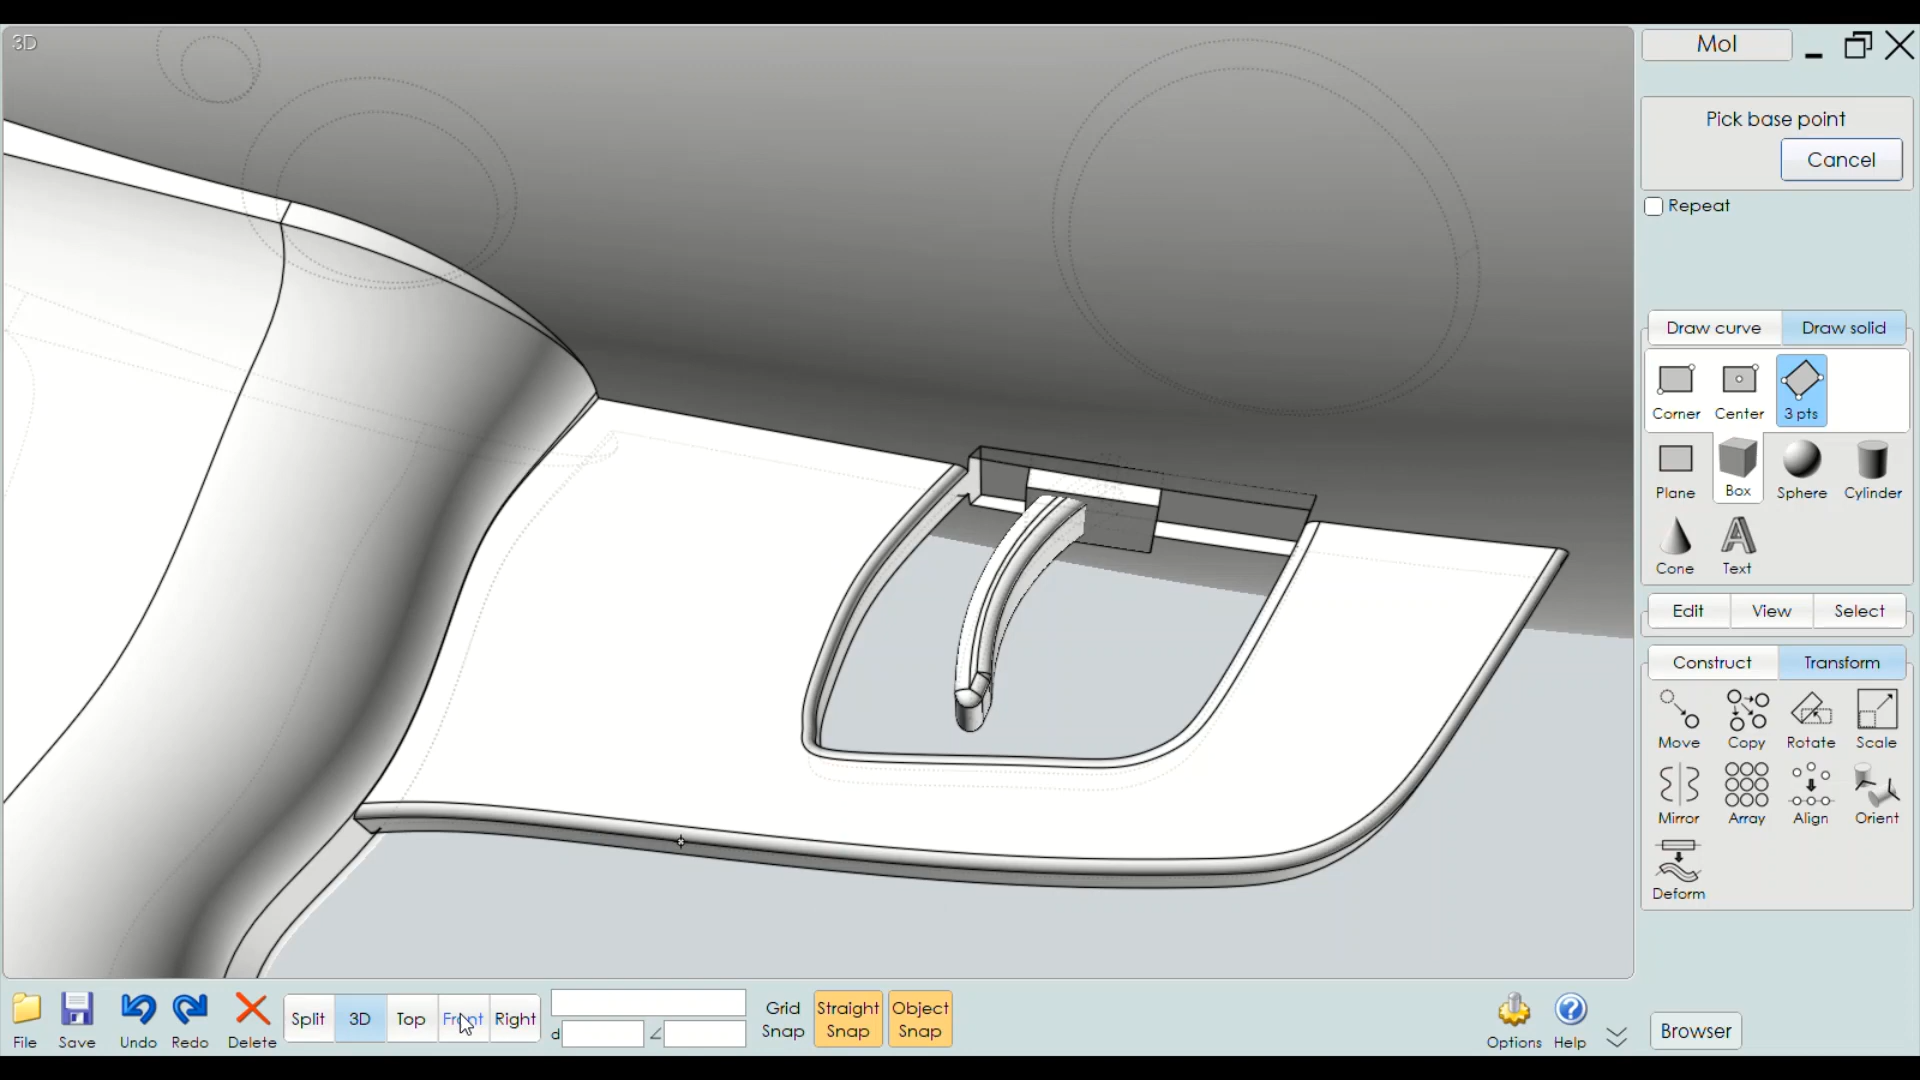 3D
MoI
Pick base point
Cancel
Repeat
Draw curve
Draw solid
Corner
Center
3 pts
Plane
Box
Sphere
Cylinder
Cone
Text
Edit
View
Select
Construct
Transform
Move
Copy
Rotate
Scale
Mirror
Array
Align
Orient
Deform
File
Save
Undo
Redo
Delete
Split
3D
Top
Front
Right
d
∠
Grid
Snap
Straight
Snap
Object
Snap
Options
Help
Browser